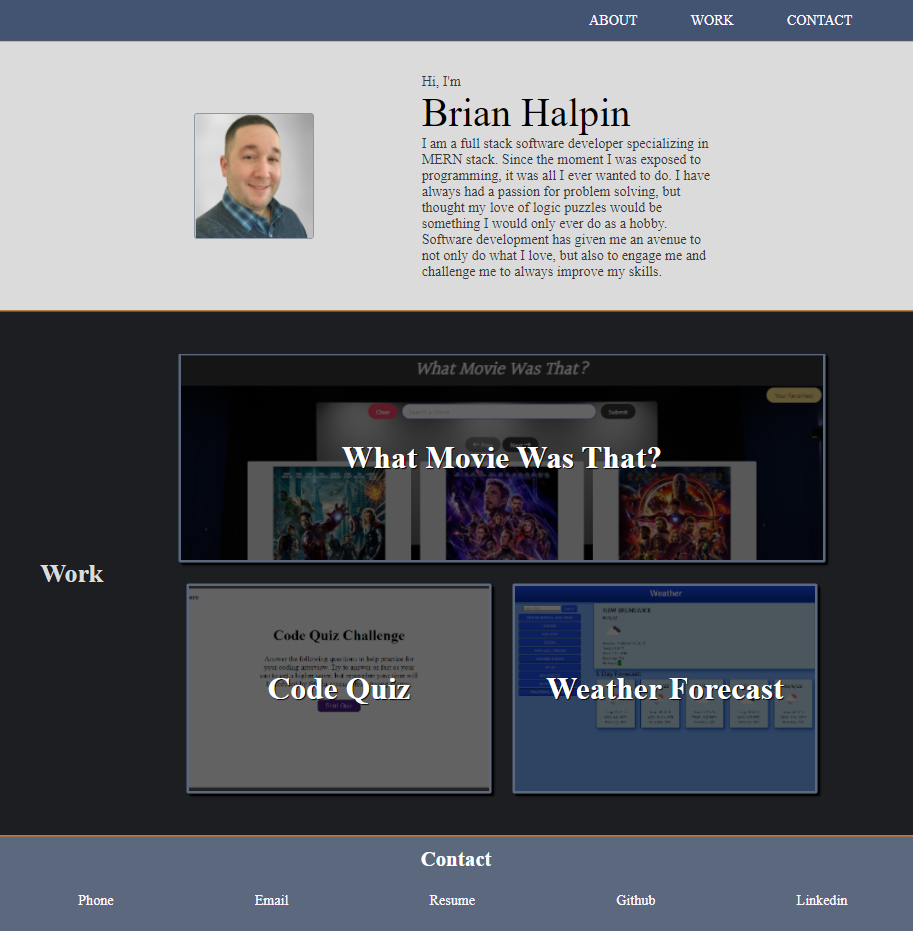 ABOUT WORK CONTACT
Hi, I'm
Brian Halpin
I am a full stack software developer specializing in
MERN stack. Since the moment I was exposed to
programming, it was all I ever wanted to do. I have
always had a passion for problem solving, but
thought my love of logic puzzles would be
something I would only ever do as a hobby.
Software development has given me an avenue to
not only do what I love, but also to engage me and
challenge me to always improve my skills.
Work
What Movie Was That?
Your Favorites
Clear Search a Movie Submit
What Movie Was That?
Code Quiz Challenge
Answer the following questions to help practice for
your coding interview. Try to answer as fast as you
Code Quiz
Start Quiz
Weather
NEW BRUNSWICK
5 Day Forecast
Weather Forecast
Contact
Phone Email Resume Github Linkedin